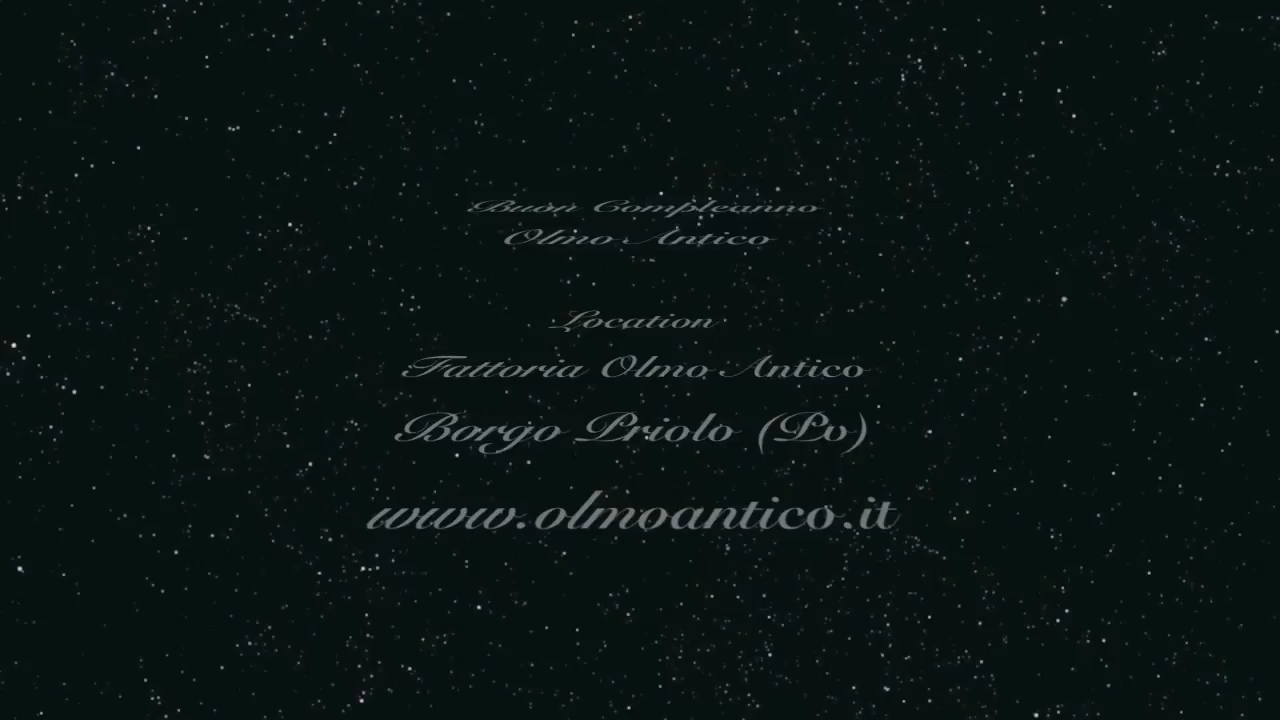 Buon Compleanno
Olmo Antico
Location
Fattoria Olmo Antico
Borgo Priolo (Pv)
www.olmoantico.it